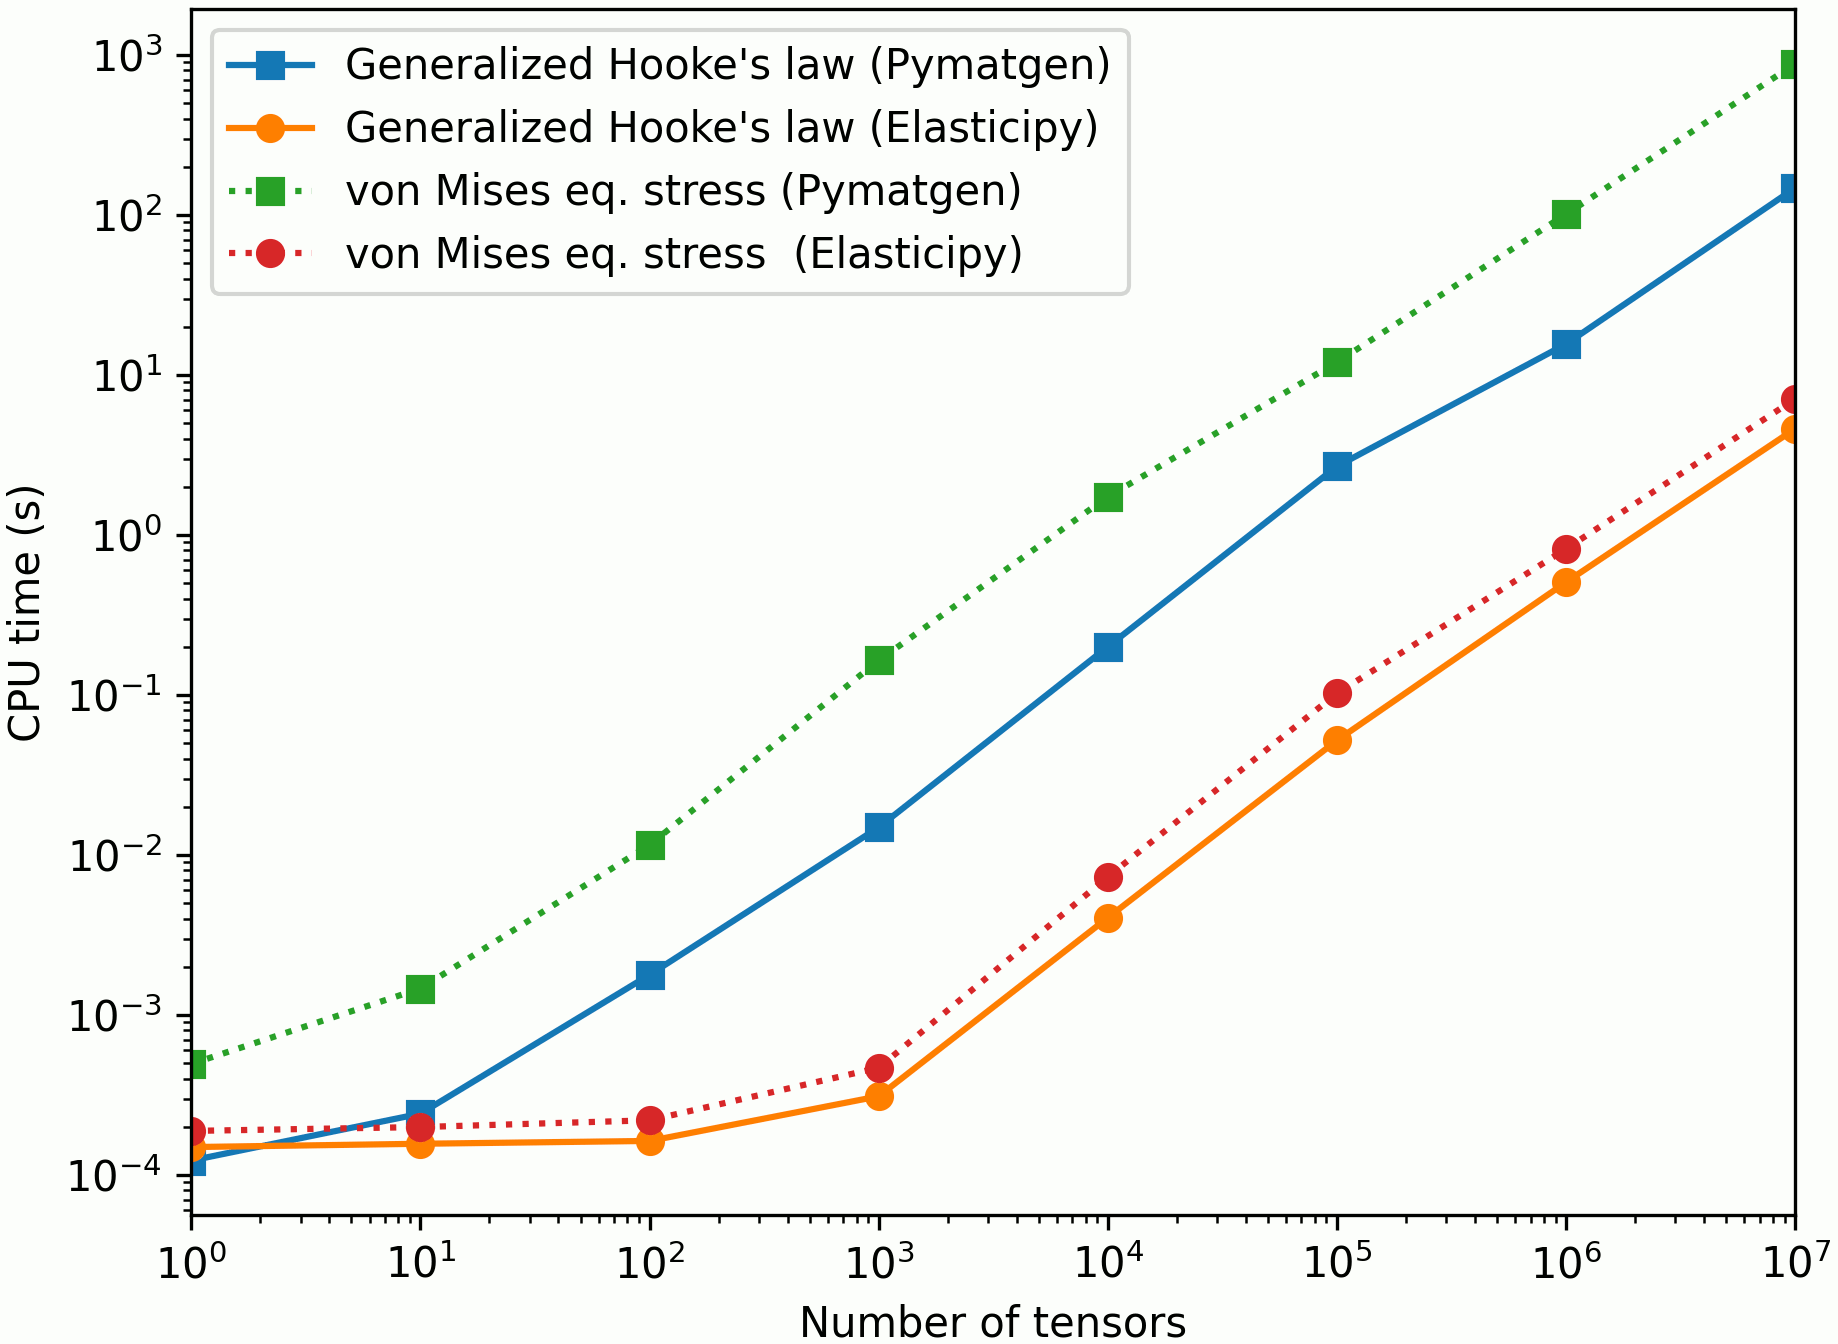 Generalized Hooke's law (Pymatgen)
Generalized Hooke's law (Elasticipy)
von Mises eq. stress (Pymatgen)
von Mises eq. stress  (Elasticipy)
10³
10²
10¹
10⁰
10⁻¹
10⁻²
10⁻³
10⁻⁴
CPU time (s)
10⁰ 10¹ 10² 10³ 10⁴ 10⁵ 10⁶ 10⁷
Number of tensors